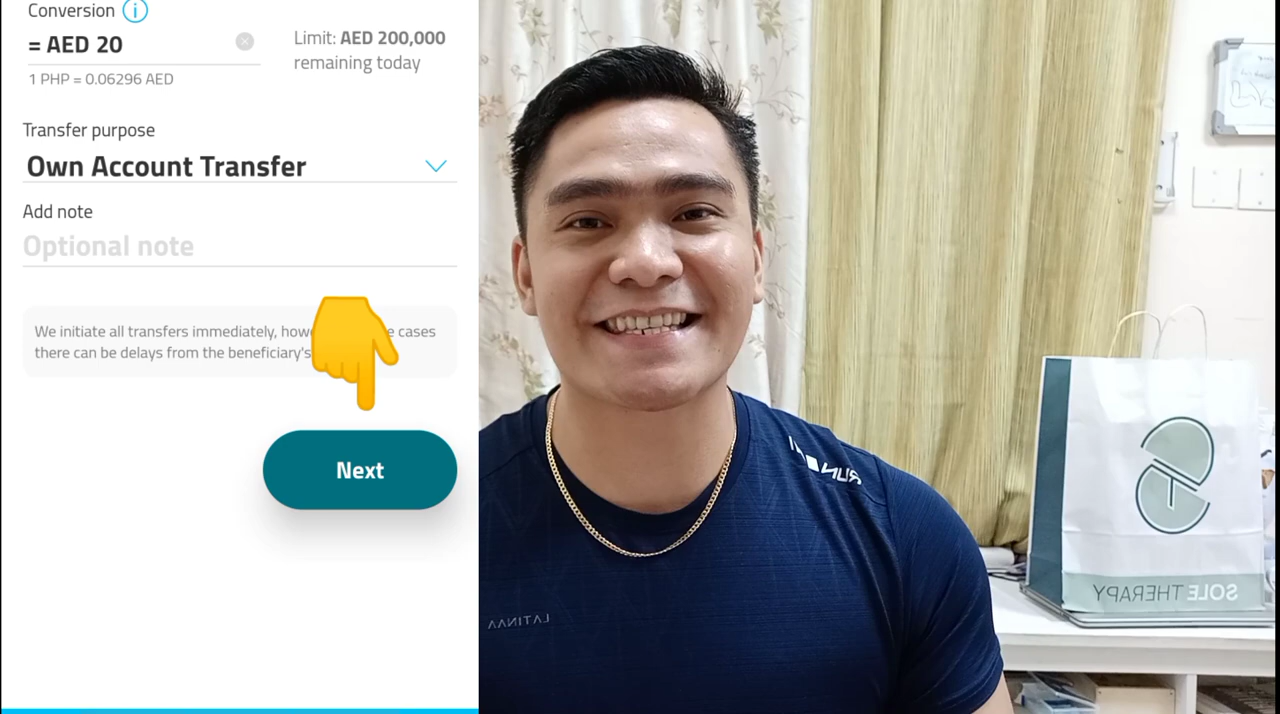 Conversion i
= AED 20
Limit: AED 200,000
remaining today
1 PHP = 0.06296 AED
Transfer purpose
Own Account Transfer
Add note
Optional note
We initiate all transfers immediately, cases
there can be delays from the beneficiary's
Next
RUN
LATINAA
SOLE THERAPY